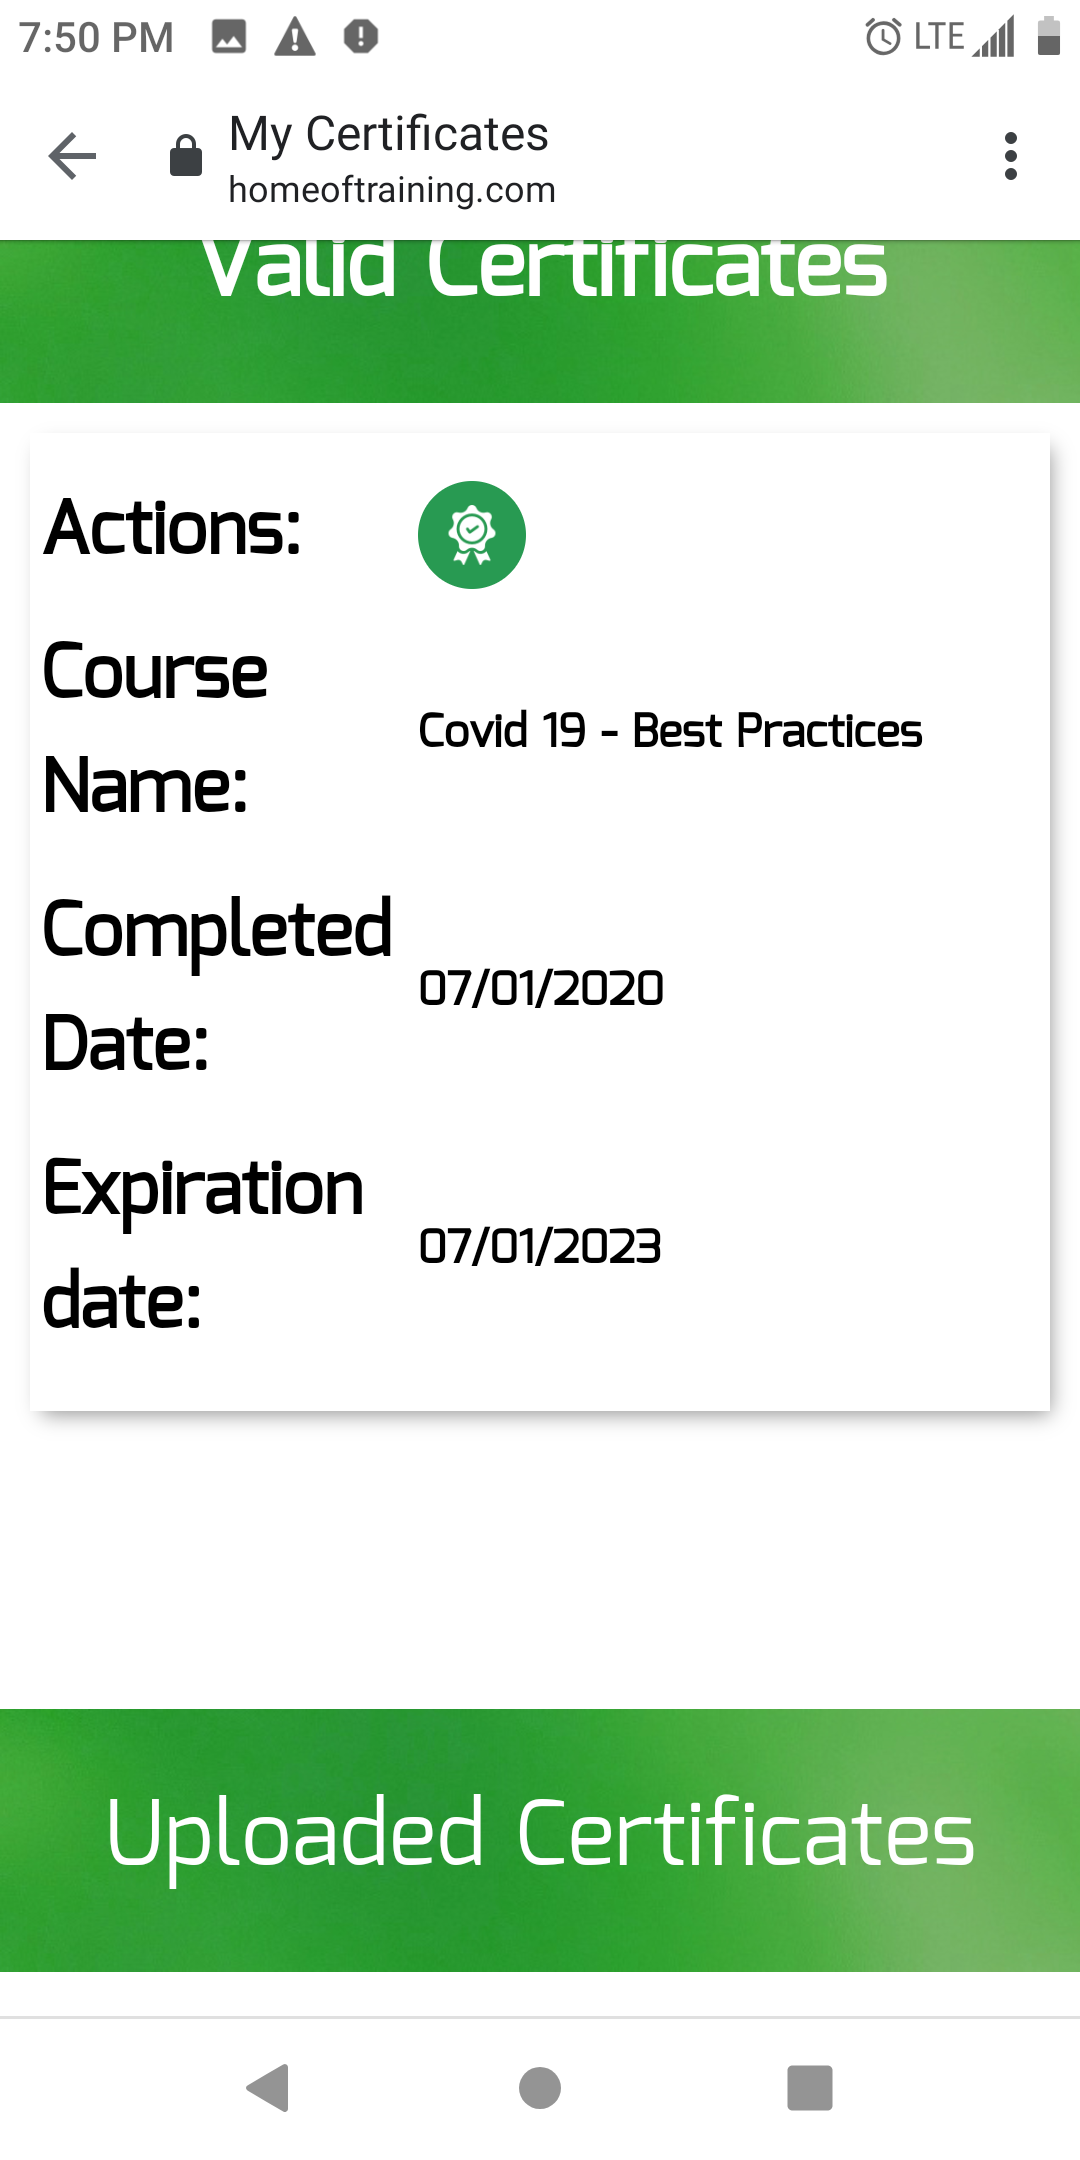 7:50 PM LTE
My Certificates
homeoftraining.com
Valid Certificates
Actions:
Course
Name:
Covid 19 - Best Practices
Completed
Date:
07/01/2020
Expiration
date:
07/01/2023
Uploaded Certificates